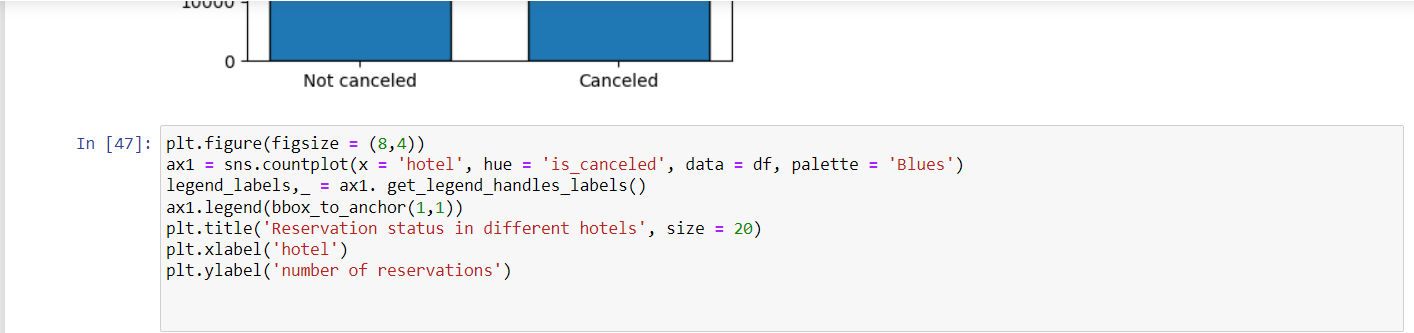 10000
0
Not canceled Canceled
In [47]: plt.figure(figsize = (8,4))
ax1 = sns.countplot(x = 'hotel', hue = 'is_canceled', data = df, palette = 'Blues')
legend_labels,_ = ax1. get_legend_handles_labels()
ax1.legend(bbox_to_anchor(1,1))
plt.title('Reservation status in different hotels', size = 20)
plt.xlabel('hotel')
plt.ylabel('number of reservations')